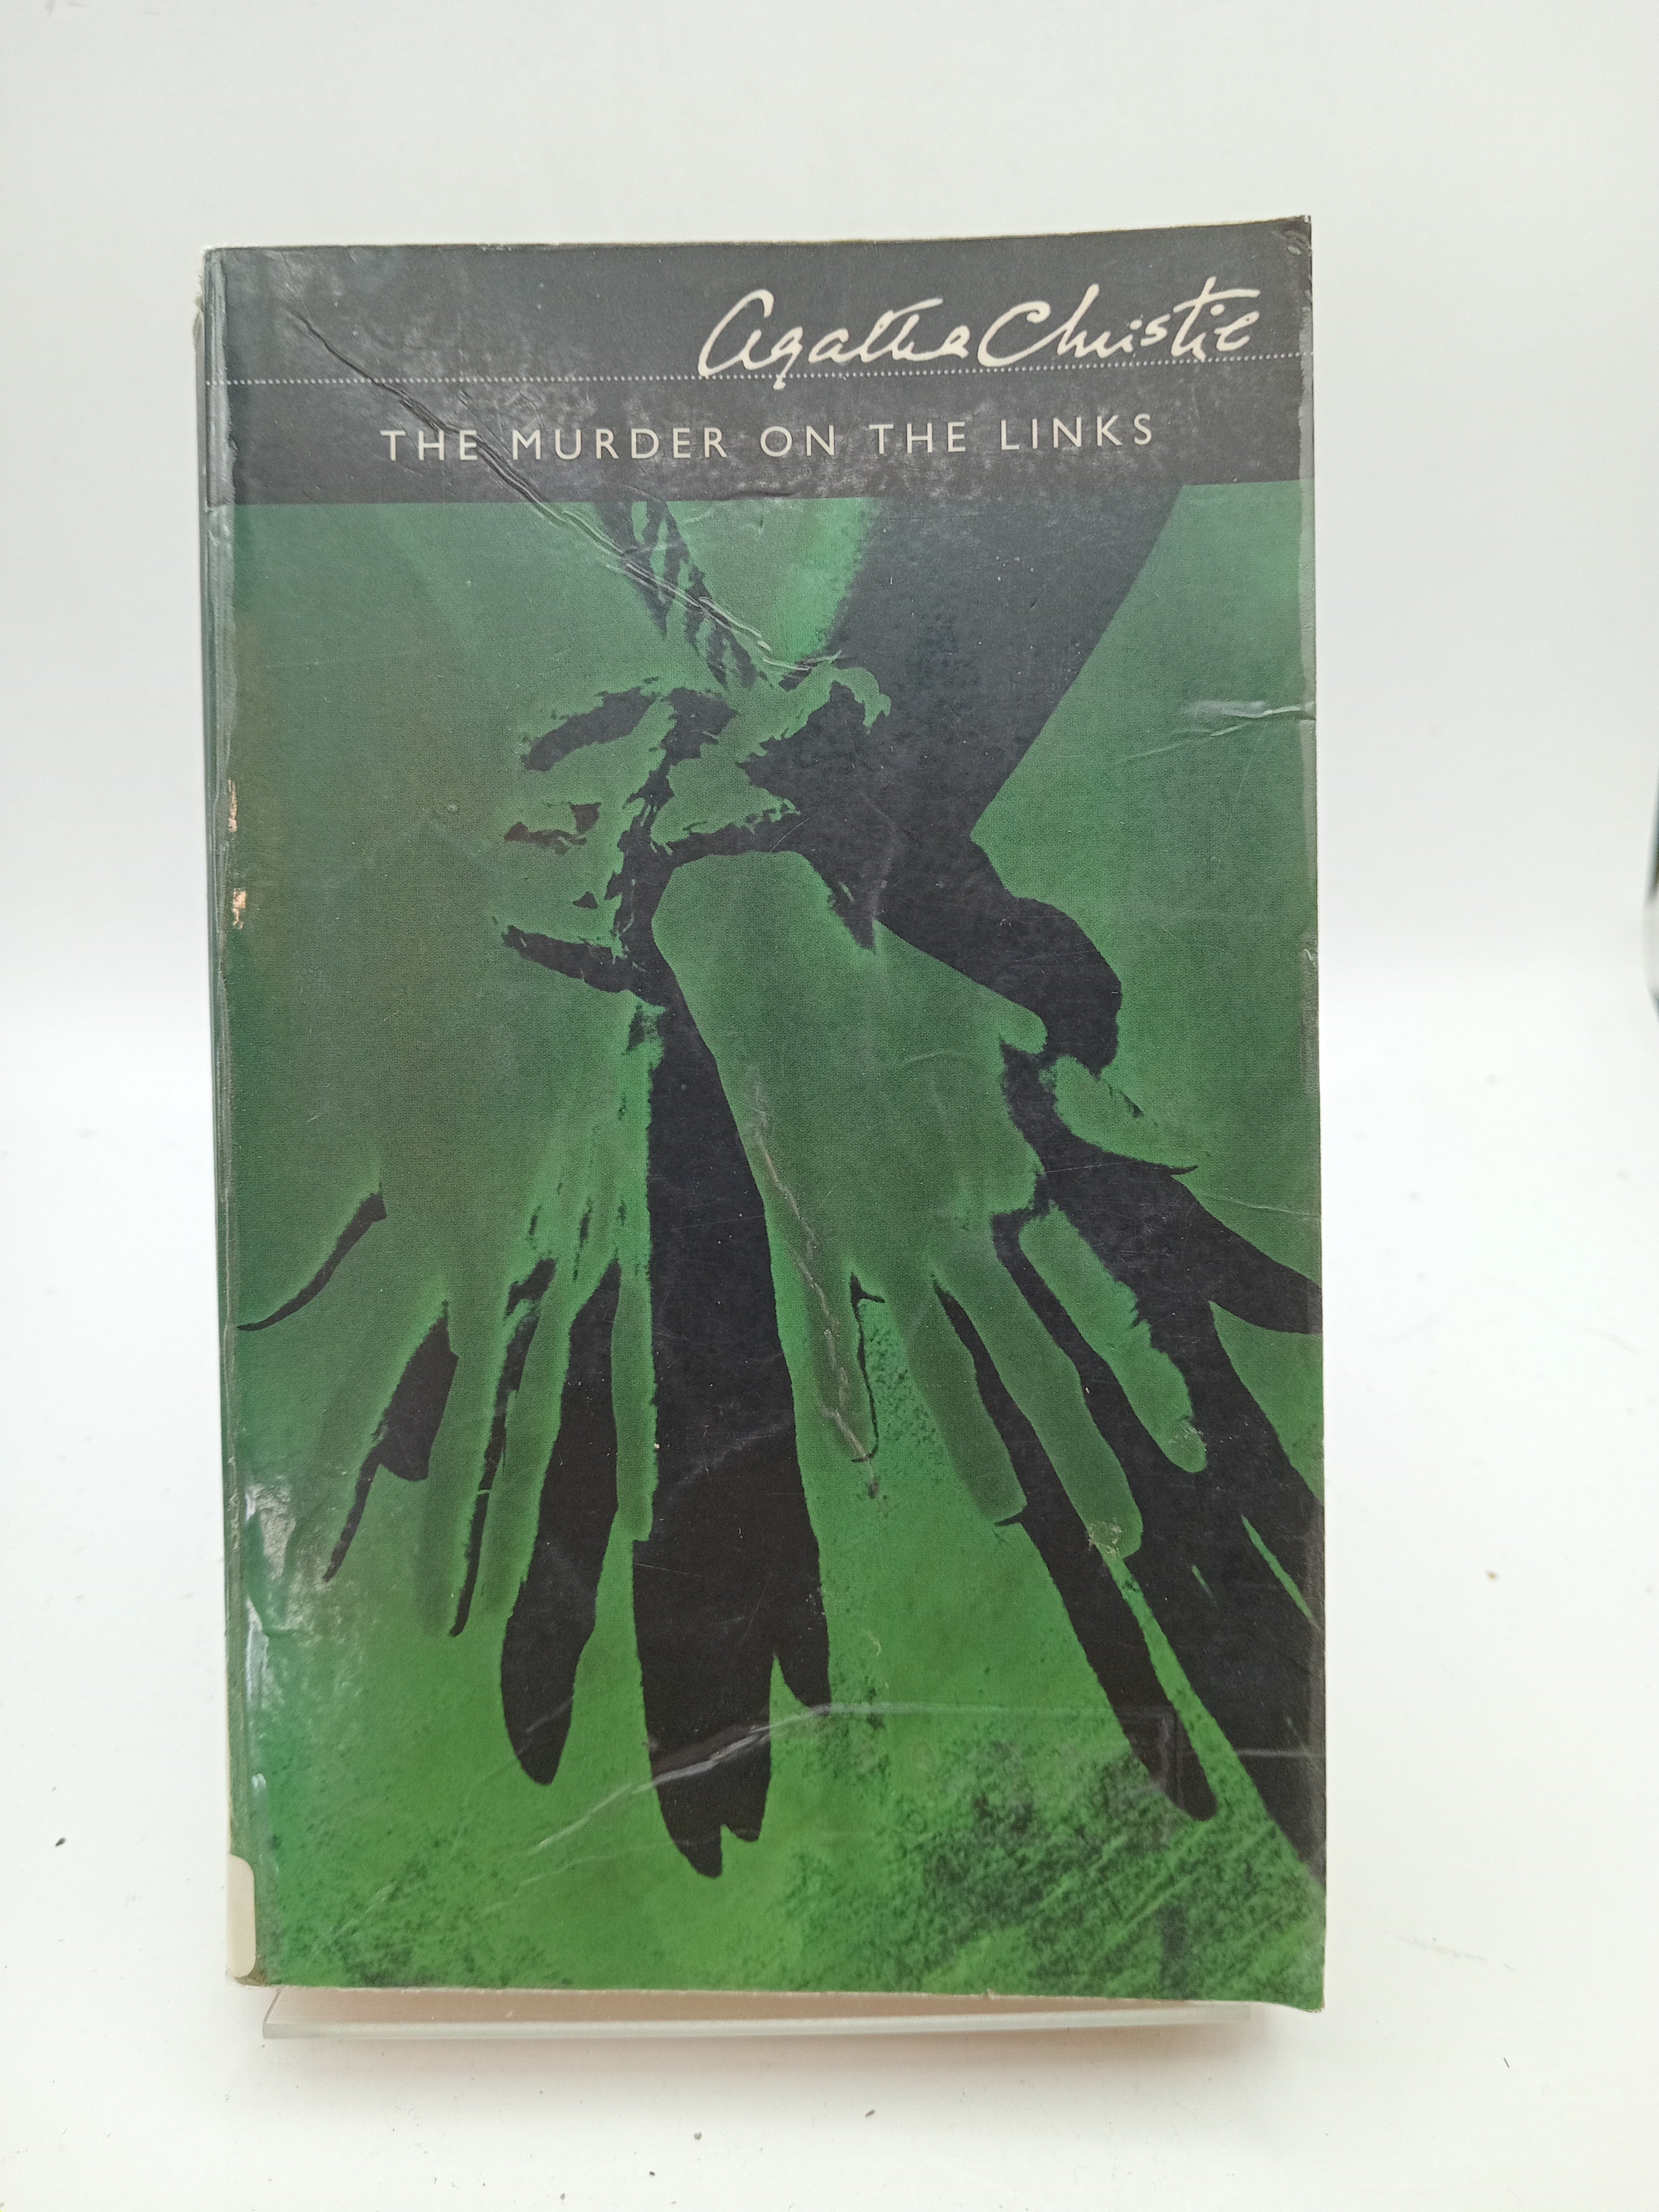 Agatha Christie
THE MURDER ON THE LINKS